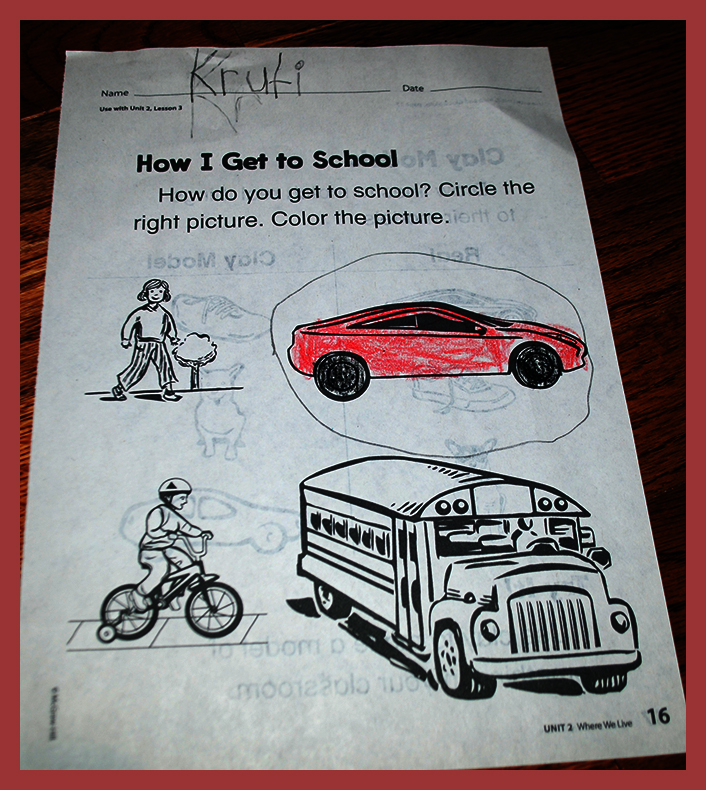 Kruti
Name Date
Use with Unit 2, Lesson 3
How I Get to School
How do you get to school? Circle the
right picture. Color the picture.
UNIT 2 Where We Live 16